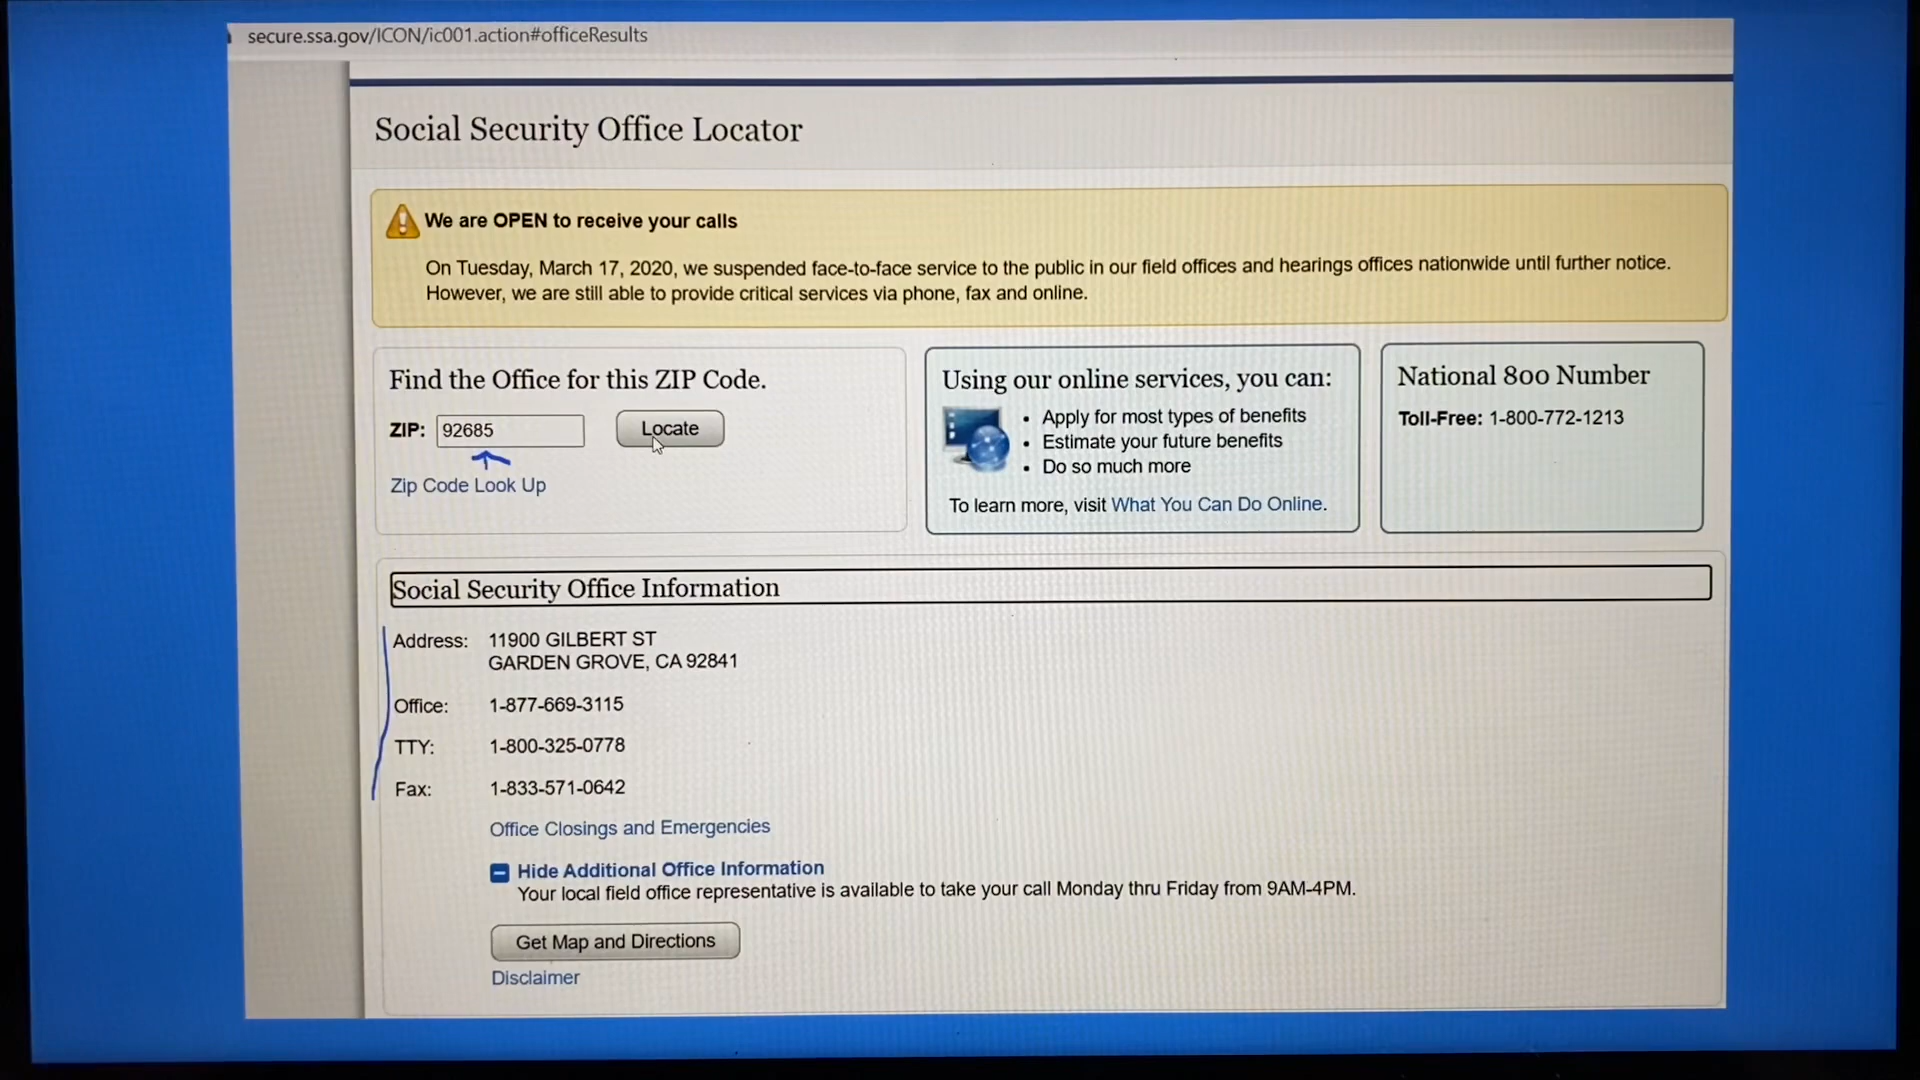 secure.ssa.gov/ICON/ic001.action#officeResults
Social Security Office Locator
We are OPEN to receive your calls
On Tuesday, March 17, 2020, we suspended face-to-face service to the public in our field offices and hearings offices nationwide until further notice.
However, we are still able to provide critical services via phone, fax and online.
Find the Office for this ZIP Code.
ZIP: 92685 Locate
Zip Code Look Up
Using our online services, you can:
• Apply for most types of benefits
• Estimate your future benefits
• Do so much more
To learn more, visit What You Can Do Online.
National 800 Number
Toll-Free: 1-800-772-1213
Social Security Office Information
Address: 11900 GILBERT ST
GARDEN GROVE, CA 92841
Office: 1-877-669-3115
TTY: 1-800-325-0778
Fax: 1-833-571-0642
Office Closings and Emergencies
Hide Additional Office Information
Your local field office representative is available to take your call Monday thru Friday from 9AM-4PM.
Get Map and Directions
Disclaimer